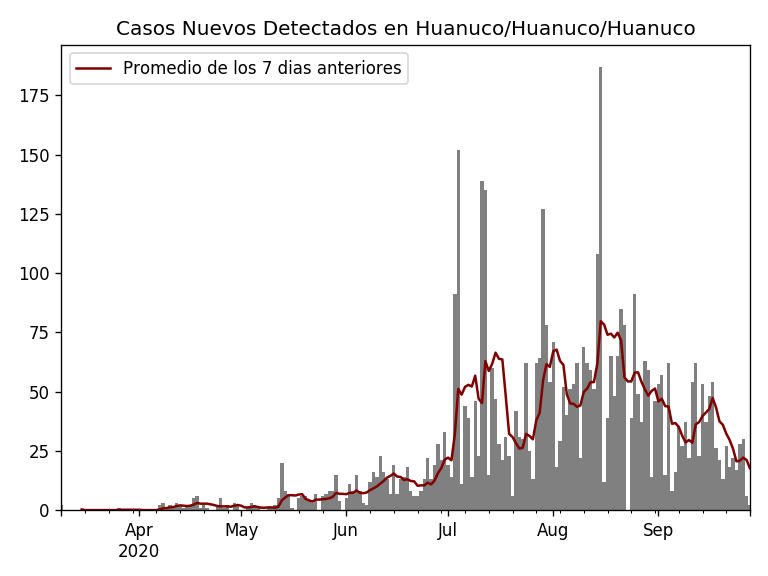 Casos Nuevos Detectados en Huanuco/Huanuco/Huanuco
Promedio de los 7 dias anteriores
175
150
125
100
75
50
25
0
Apr
2020
May
Jun
Jul
Aug
Sep